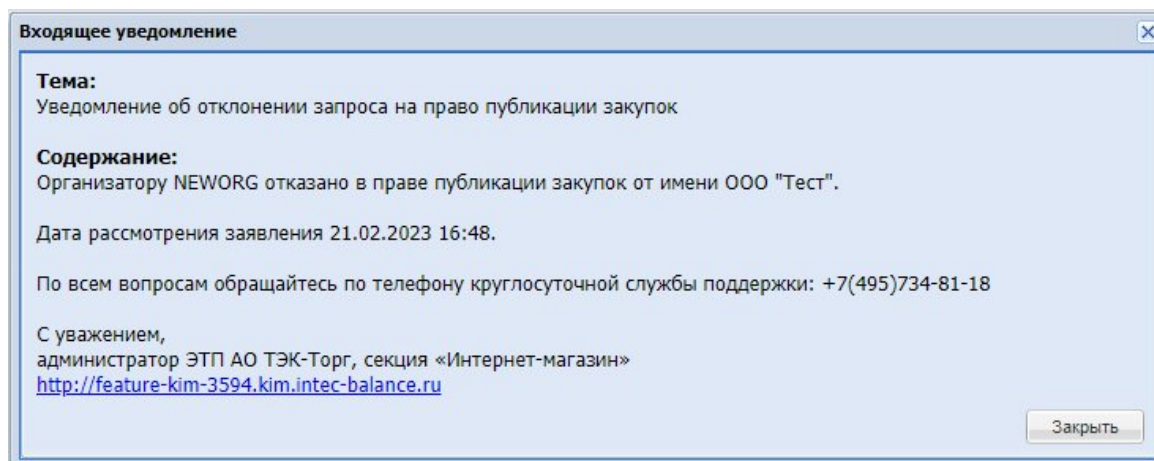 Входящее уведомление
Тема:
Уведомление об отклонении запроса на право публикации закупок
Содержание:
Организатору NEWORG отказано в праве публикации закупок от имени ООО "Тест".
Дата рассмотрения заявления 21.02.2023 16:48.
По всем вопросам обращайтесь по телефону круглосуточной службы поддержки: +7(495)734-81-18
С уважением,
администратор ЭТП АО ТЭК-Торг, секция «Интернет-магазин»
http://feature-kim-3594.kim.intec-balance.ru
Закрыть